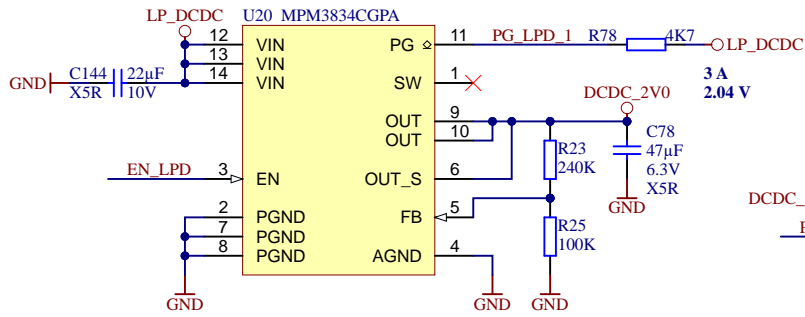 LP_DCDC
U20 MPM3834CGPA
12 VIN
13 VIN
14 VIN
PG 11
PG_LPD_1
R78
4K7
LP_DCDC
3 A
2.04 V
GND
C144
X5R
22µF
10V
SW 1
DCDC_2V0
OUT 9
OUT 10
R23
240K
C78
47µF
6.3V
X5R
GND
EN_LPD
3 EN
OUT_S 6
2 PGND
7 PGND
8 PGND
FB 5
R25
100K
AGND 4
GND
GND
GND
DCDC_